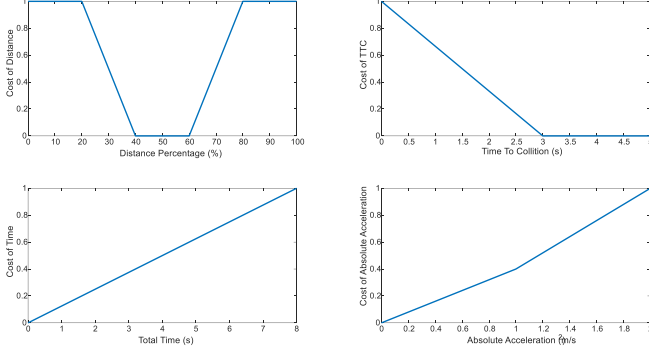 1
0.8
0.6
0.4
0.2
0
Cost of Distance
0 10 20 30 40 50 60 70 80 90 100
Distance Percentage (%)
1
0.8
0.6
0.4
0.2
0
Cost of TTC
0 0.5 1 1.5 2 2.5 3 3.5 4 4.5 5
Time To Collition (s)
1
0.8
0.6
0.4
0.2
0
Cost of Time
0 1 2 3 4 5 6 7 8
Total Time (s)
1
0.8
0.6
0.4
0.2
0
Cost of Absolute Acceleration
0 0.2 0.4 0.6 0.8 1 1.2 1.4 1.6 1.8 2
Absolute Acceleration